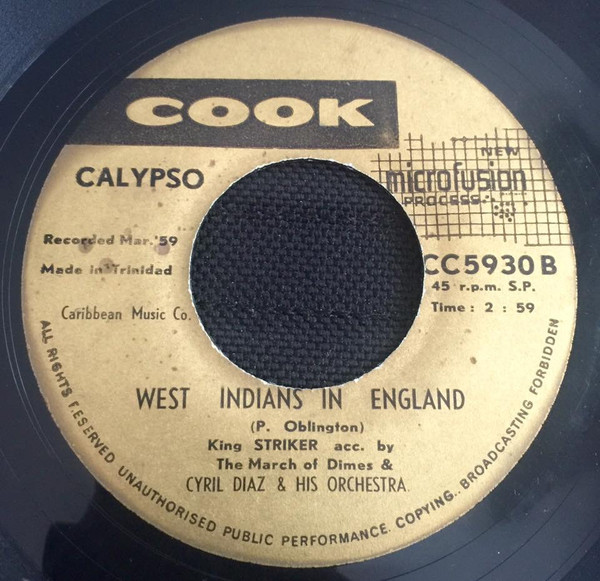 COOK
CALYPSO
NEW
microfusion
PROCESS
Recorded Mar. '59
Made in Trinidad
Caribbean Music Co.
CC5930B
45 r.p.m. S.P.
Time : 2 : 59
WEST INDIANS IN ENGLAND
(P. Oblington)
King STRIKER acc. by
The March of Dimes &
CYRIL DIAZ & HIS ORCHESTRA.
ALL RIGHTS RESERVED UNAUTHORISED PUBLIC PERFORMANCE. COPYING.. BROADCASTING FORBIDDEN